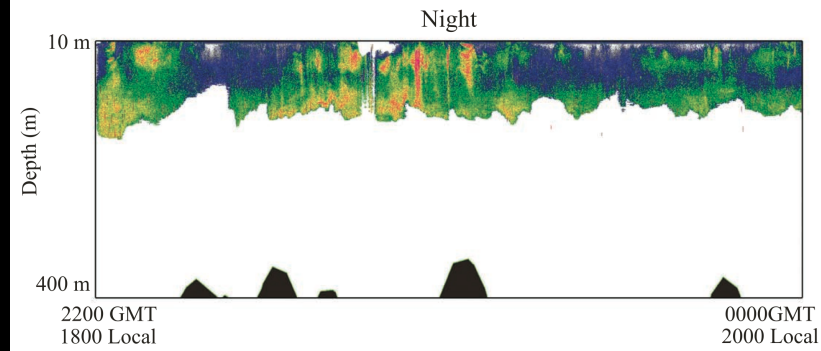 Night
10 m
Depth (m)
400 m
2200 GMT
1800 Local
0000GMT
2000 Local